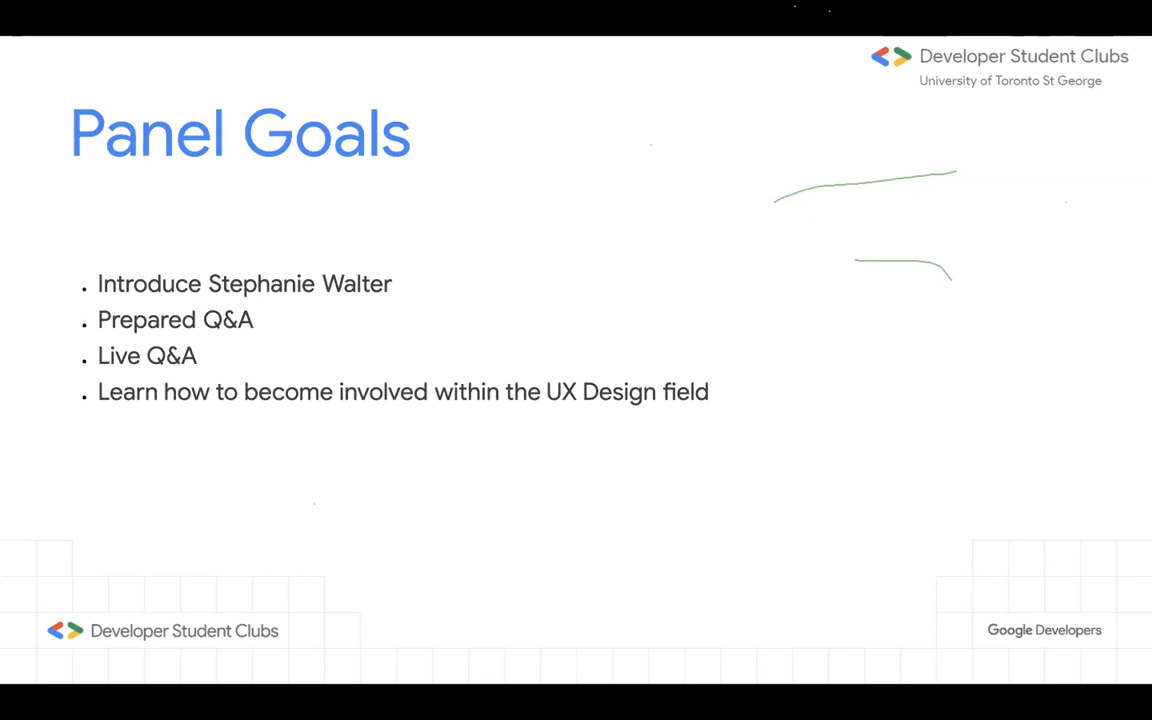 Developer Student Clubs
University of Toronto St George
Panel Goals
. Introduce Stephanie Walter
. Prepared Q&A
. Live Q&A
. Learn how to become involved within the UX Design field
Developer Student Clubs
Google Developers